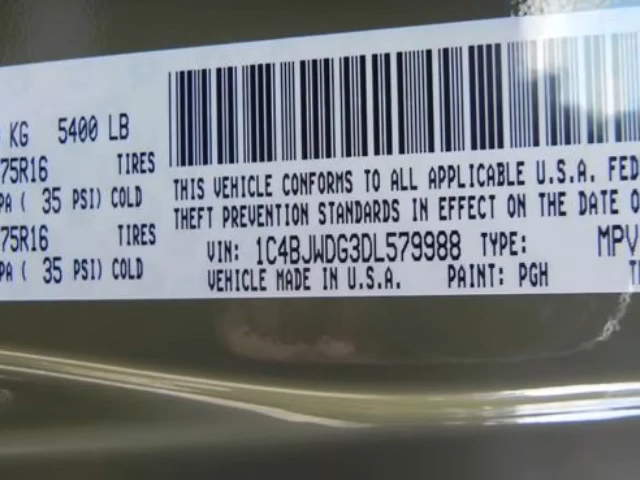 KG 5400 LB
75R16 TIRES
PA ( 35 PSI) COLD
75R16 TIRES
PA ( 35 PSI) COLD
THIS VEHICLE CONFORMS TO ALL APPLICABLE U.S.A. FED
THEFT PREVENTION STANDARDS IN EFFECT ON THE DATE O
VIN: 1C4BJWDG3DL579988 TYPE: MPV
VEHICLE MADE IN U.S.A. PAINT: PGH